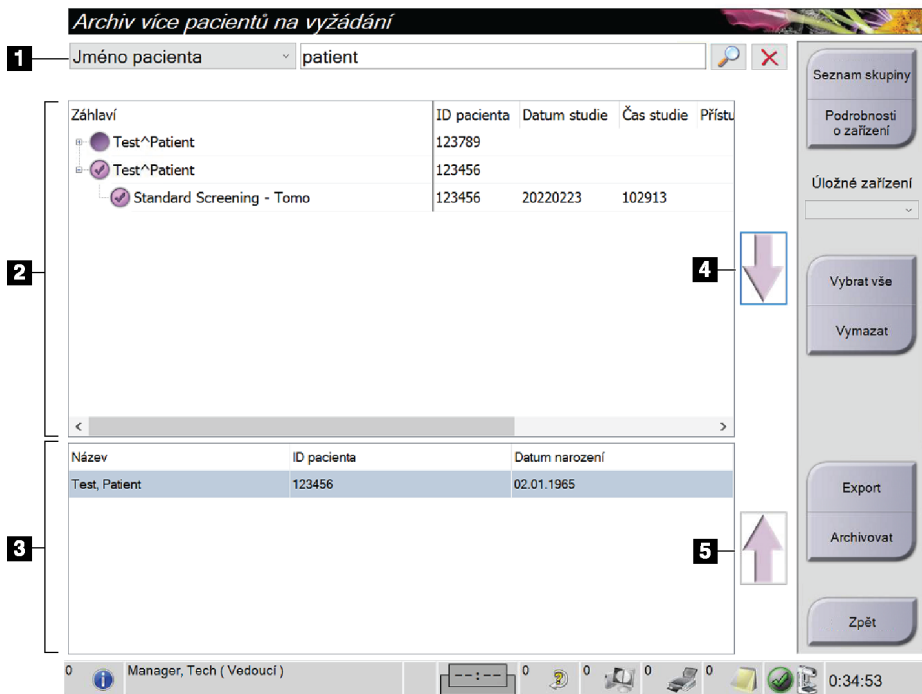 Archiv více pacientů na vyžádání
1
Jméno pacienta
patient
Seznam skupiny
Podrobnosti
o zařízení
Úložné zařízení
2
Záhlaví ID pacienta Datum studie Čas studie Přístu
Test^Patient 123789
Test^Patient 123456
Standard Screening - Tomo 123456 20220223 102913
4
Vybrat vše
Vymazat
3
Název ID pacienta Datum narození
Test, Patient 123456 02.01.1965
5
Export
Archivovat
Zpět
0 Manager, Tech ( Vedoucí ) --:-- 0 0 0 0 0:34:53